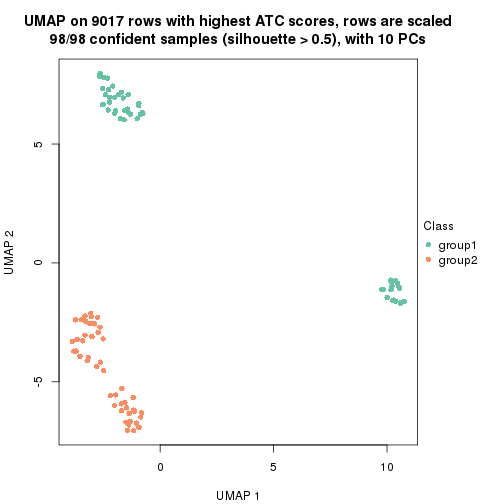 UMAP on 9017 rows with highest ATC scores, rows are scaled
98/98 confident samples (silhouette > 0.5), with 10 PCs
5
0
-5
UMAP 2
0
5
10
UMAP 1
Class
group1
group2